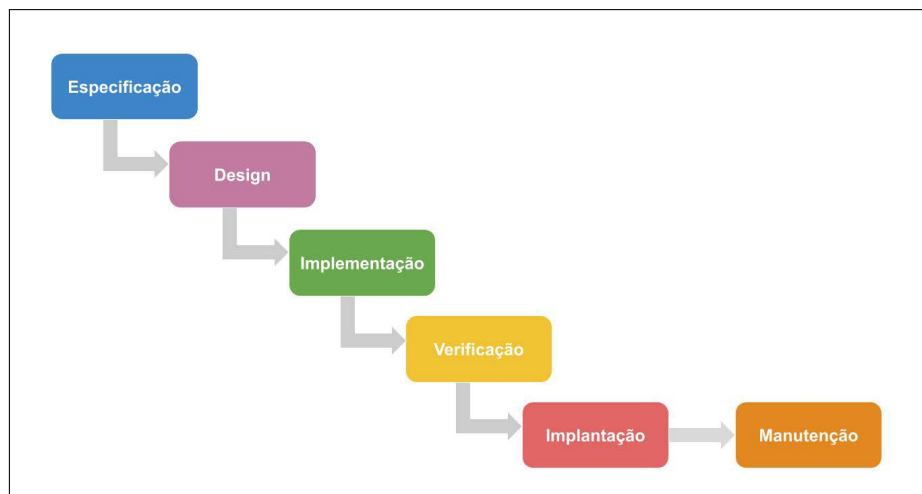 Especificação
Design
Implementação
Verificação
Implantação
Manutenção